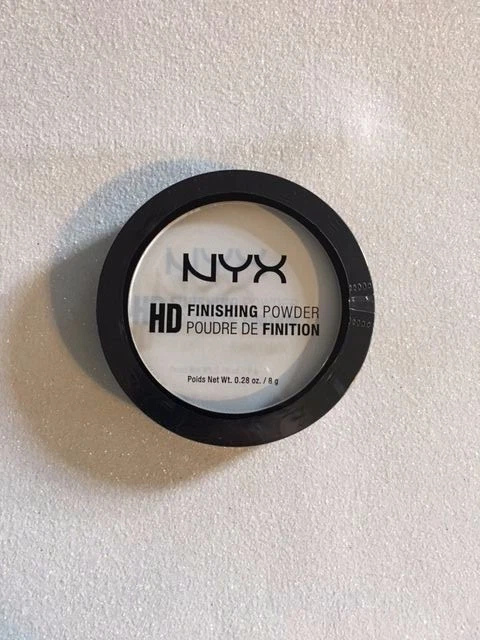 NYX
HD FINISHING POWDER
POUDRE DE FINITION
Poids Net Wt. 0.28 oz. / 8 g